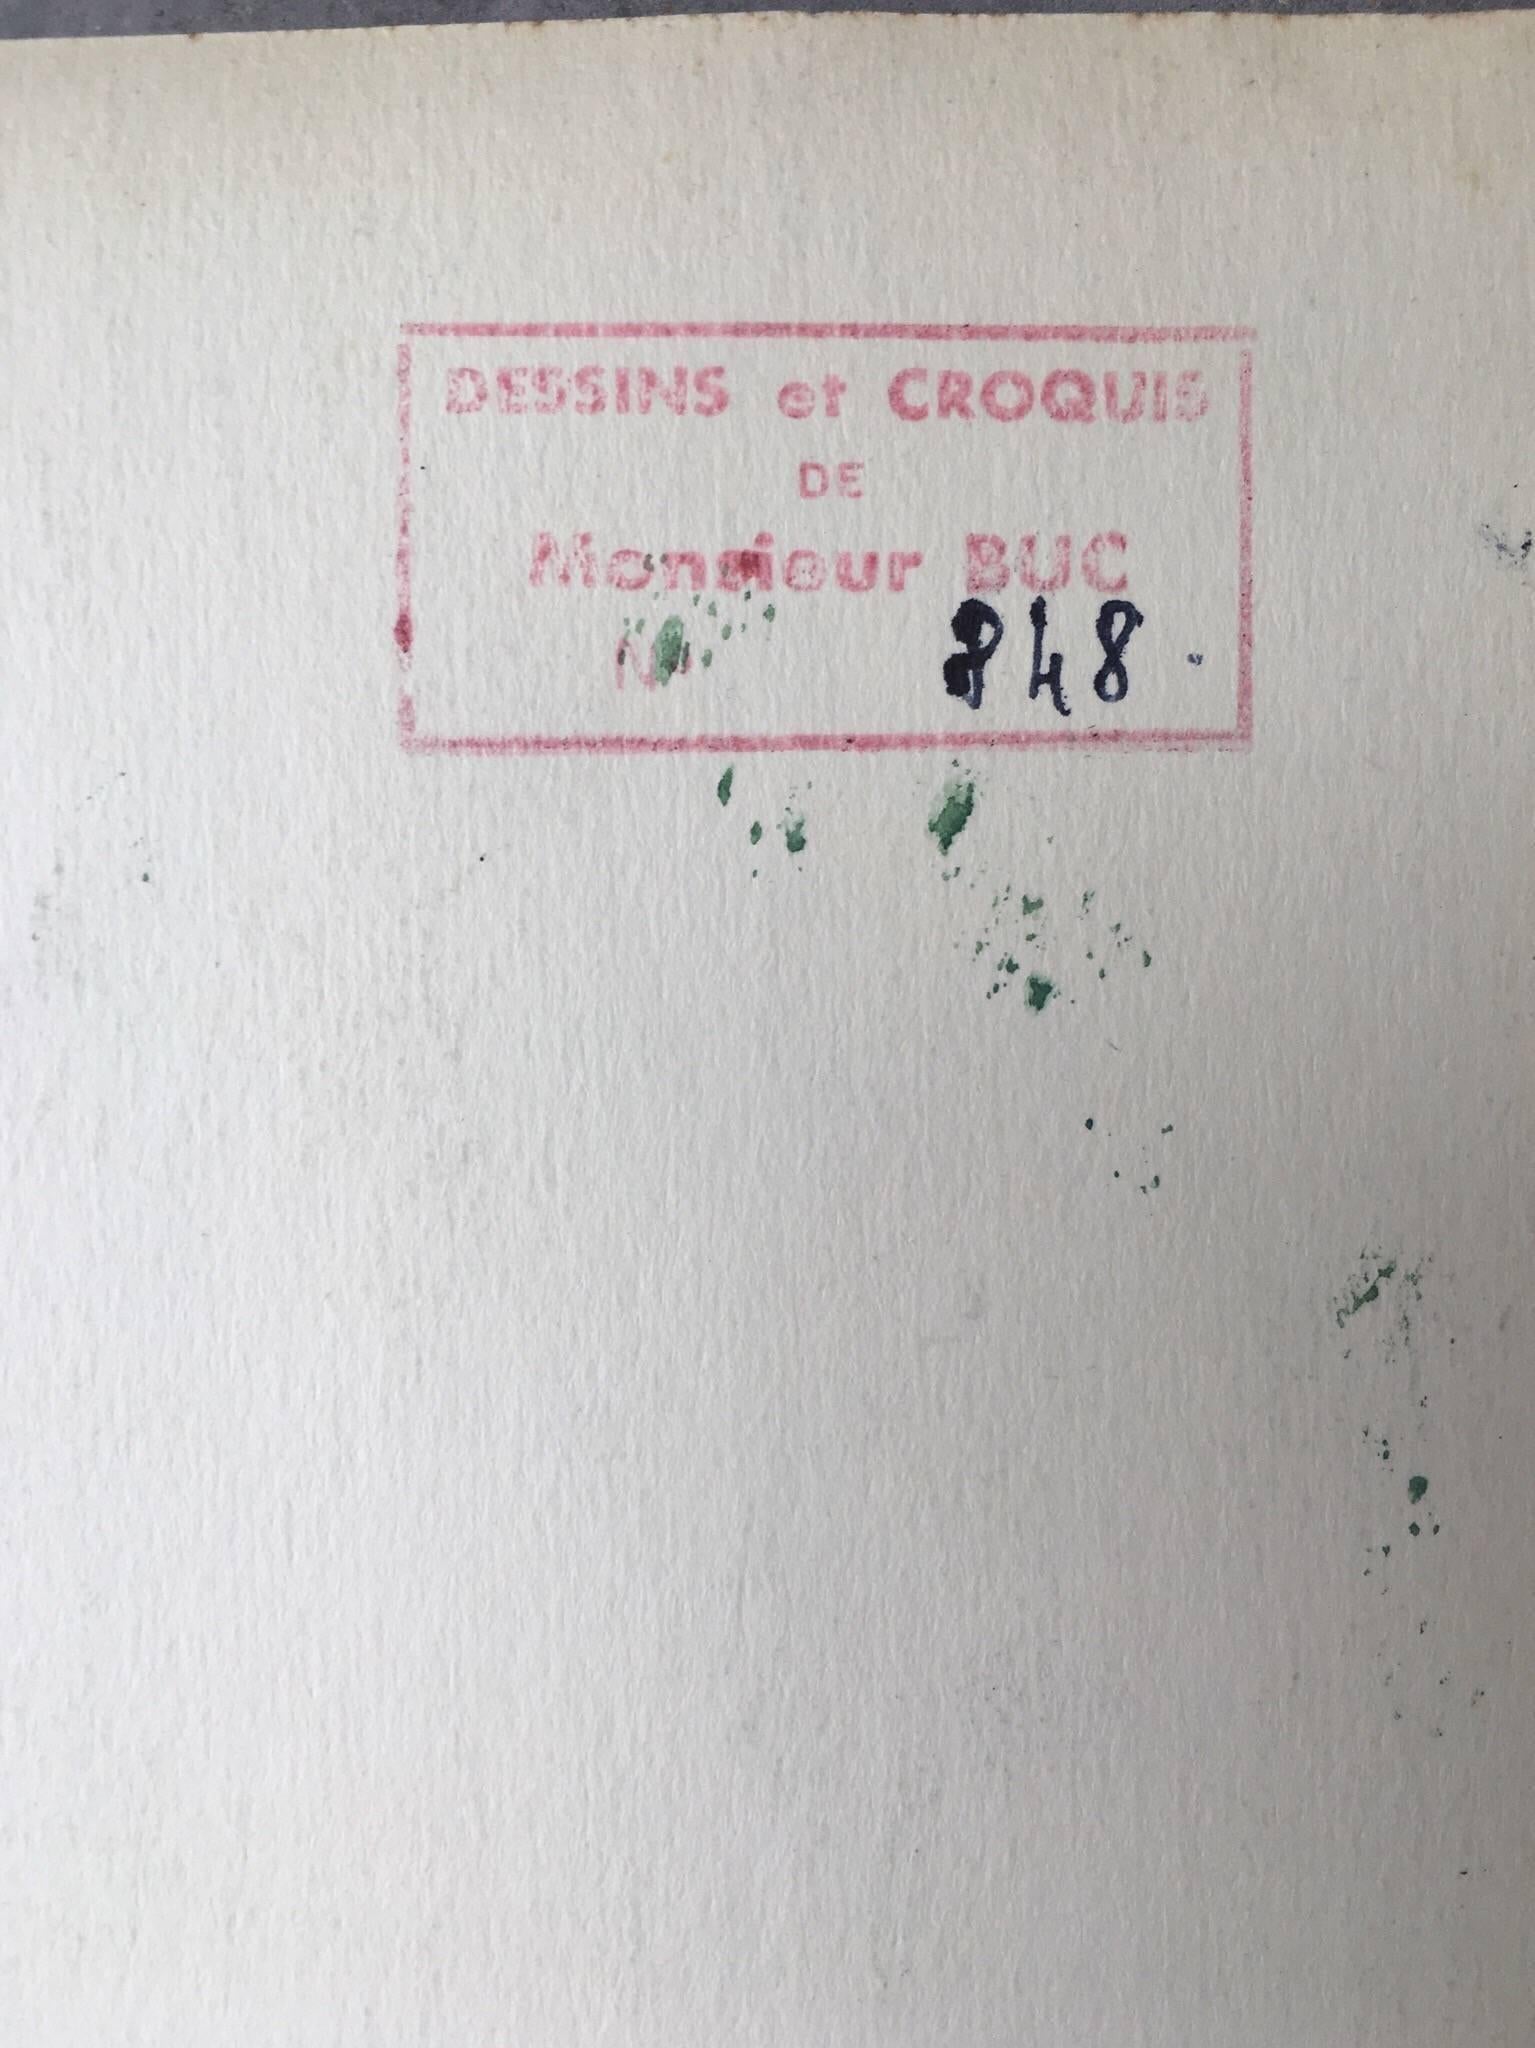 DESSINS et CROQUIS
DE
Monsieur BUC
N° 848.